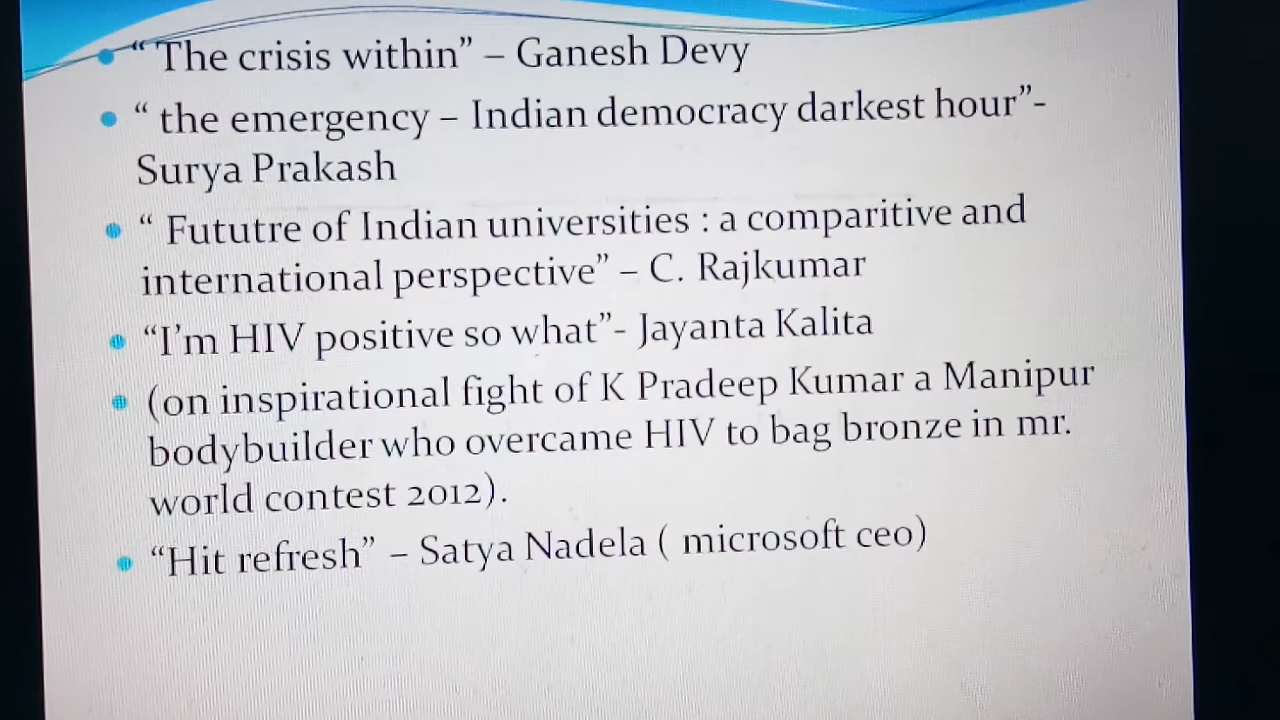 “ The crisis within” – Ganesh Devy
“ the emergency – Indian democracy darkest hour”-
Surya Prakash
“ Fututre of Indian universities : a comparitive and
international perspective” – C. Rajkumar
“I’m HIV positive so what”- Jayanta Kalita
(on inspirational fight of K Pradeep Kumar a Manipur
bodybuilder who overcame HIV to bag bronze in mr.
world contest 2012).
“Hit refresh” – Satya Nadela ( microsoft ceo)